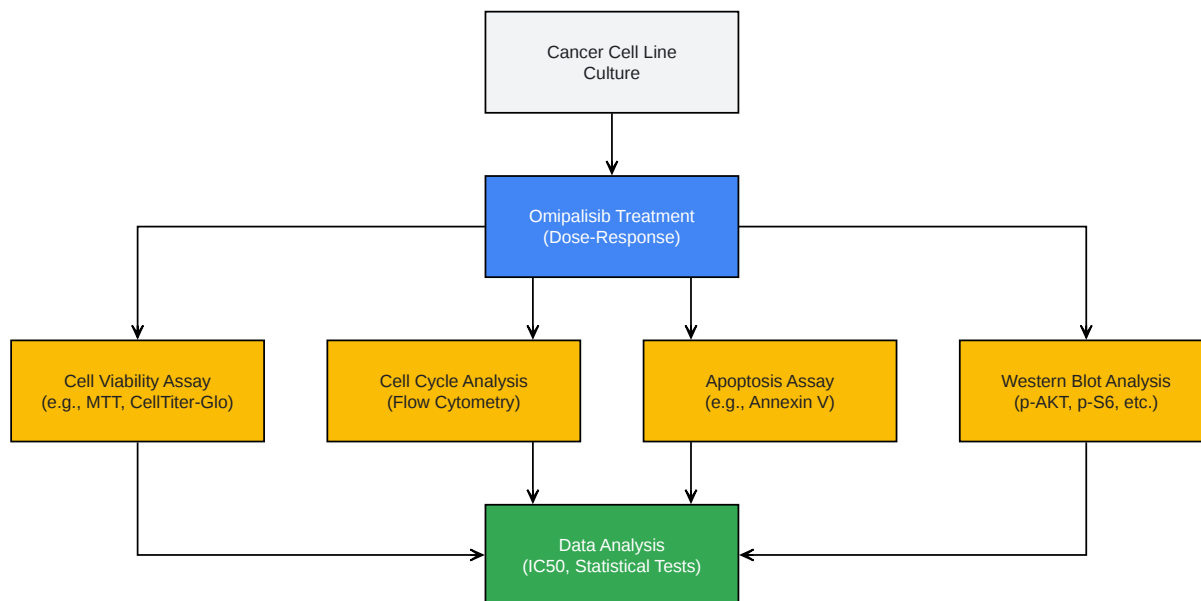 Cancer Cell Line
Culture
Omipalisib Treatment
(Dose-Response)
Cell Viability Assay
(e.g., MTT, CellTiter-Glo)
Cell Cycle Analysis
(Flow Cytometry)
Apoptosis Assay
(e.g., Annexin V)
Western Blot Analysis
(p-AKT, p-S6, etc.)
Data Analysis
(IC50, Statistical Tests)